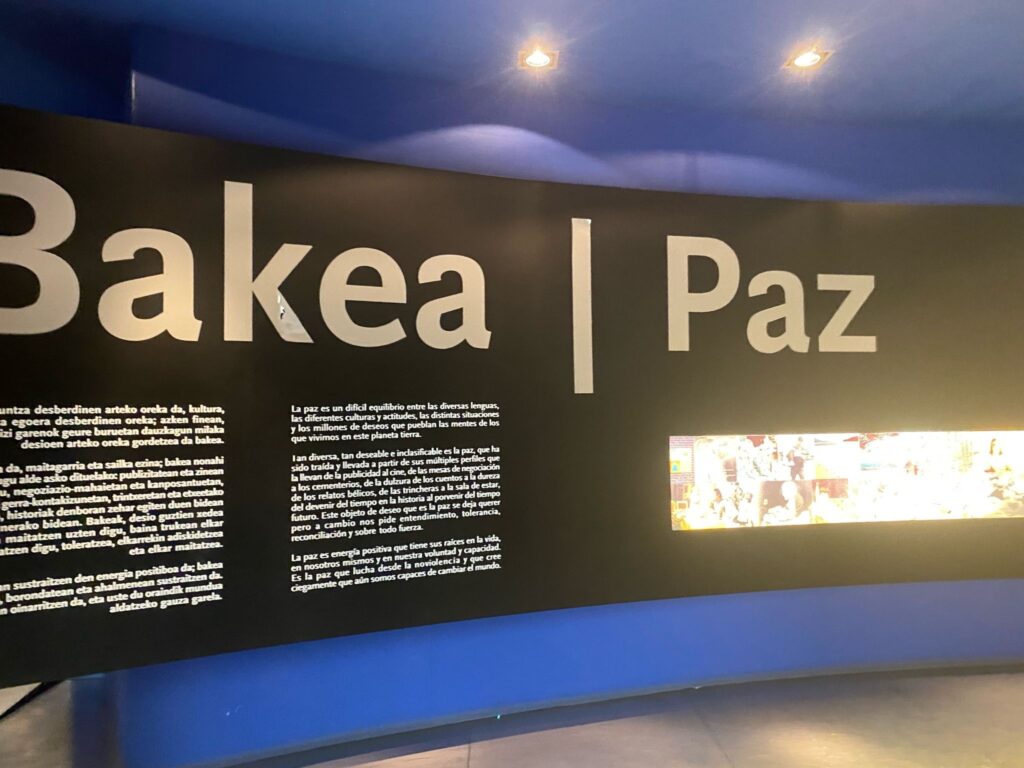 Bakea | Paz
untza desberdinen arteko oreka da, kultura,
a egoera desberdinen oreka; azken finean,
izi garenok geure buruetan dauzkagun milaka
desioen arteko oreka gordetzea da bakea.
da, maitagarria eta sailka ezina; bakea nonahi
egu alde asko dituelako: publizitatean eta zinean
u, negoziazio-mahaietan eta kanposantuetan,
gerra kontakizunetan, trintxeretan eta etxeetako
, historiak denboran zehar egiten duen bidean
nerako bidean. Bakeak, desio guztien xedea
maitatzen uzten digu, baina trukean elkar
atzen digu, toleratzea, elkarrekin adiskidetzea
eta elkar maitatzea.
an sustraitzen den energia positiboa da; bakea
, borondatean eta ahalmenean sustraitzen da.
n oinarritzen da, eta uste du oraindik mundua
aldatzeko gauza garela.
La paz es un difícil equilibrio entre las diversas lenguas,
las diferentes culturas y actitudes, las distintas situaciones
y los millones de deseos que pueblan las mentes de los
que vivimos en este planeta tierra.
Tan diversa, tan deseable e inclasificable es la paz, que ha
sido traída y llevada a partir de sus múltiples perfiles que
la llevan de la publicidad al cine, de las mesas de negociación
a los cementerios, de la dulzura de los cuentos a la dureza
de los relatos bélicos, de las trincheras a la sala de estar,
del devenir del tiempo en la historia al porvenir del tiempo
futuro. Este objeto de deseo que es la paz se deja querer
pero a cambio nos pide entendimiento, tolerancia,
reconciliación y sobre todo fuerza.
La paz es energía positiva que tiene sus raíces en la vida,
en nosotros mismos y en nuestra voluntad y capacidad.
Es la paz que lucha desde la noviolencia y que cree
ciegamente que aún somos capaces de cambiar el mundo.